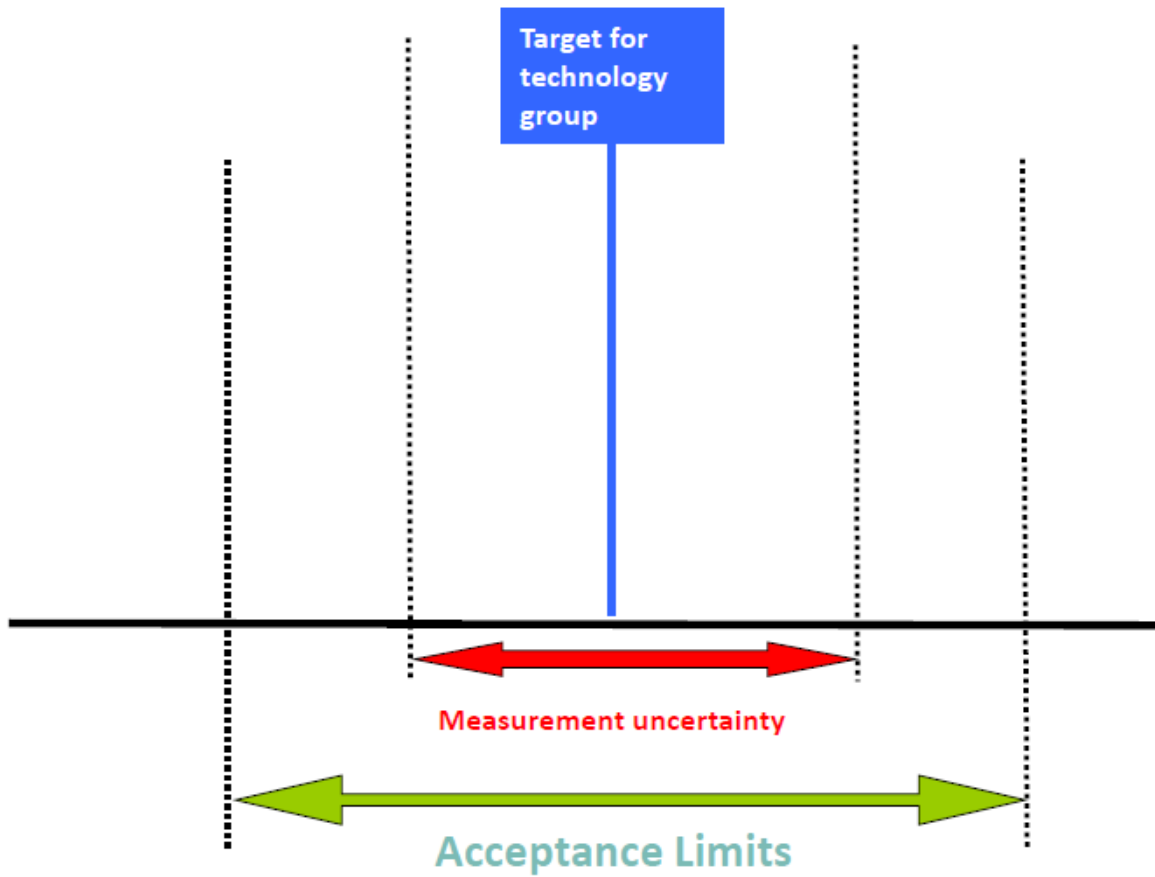 Target for
technology
group
Measurement uncertainty
Acceptance Limits